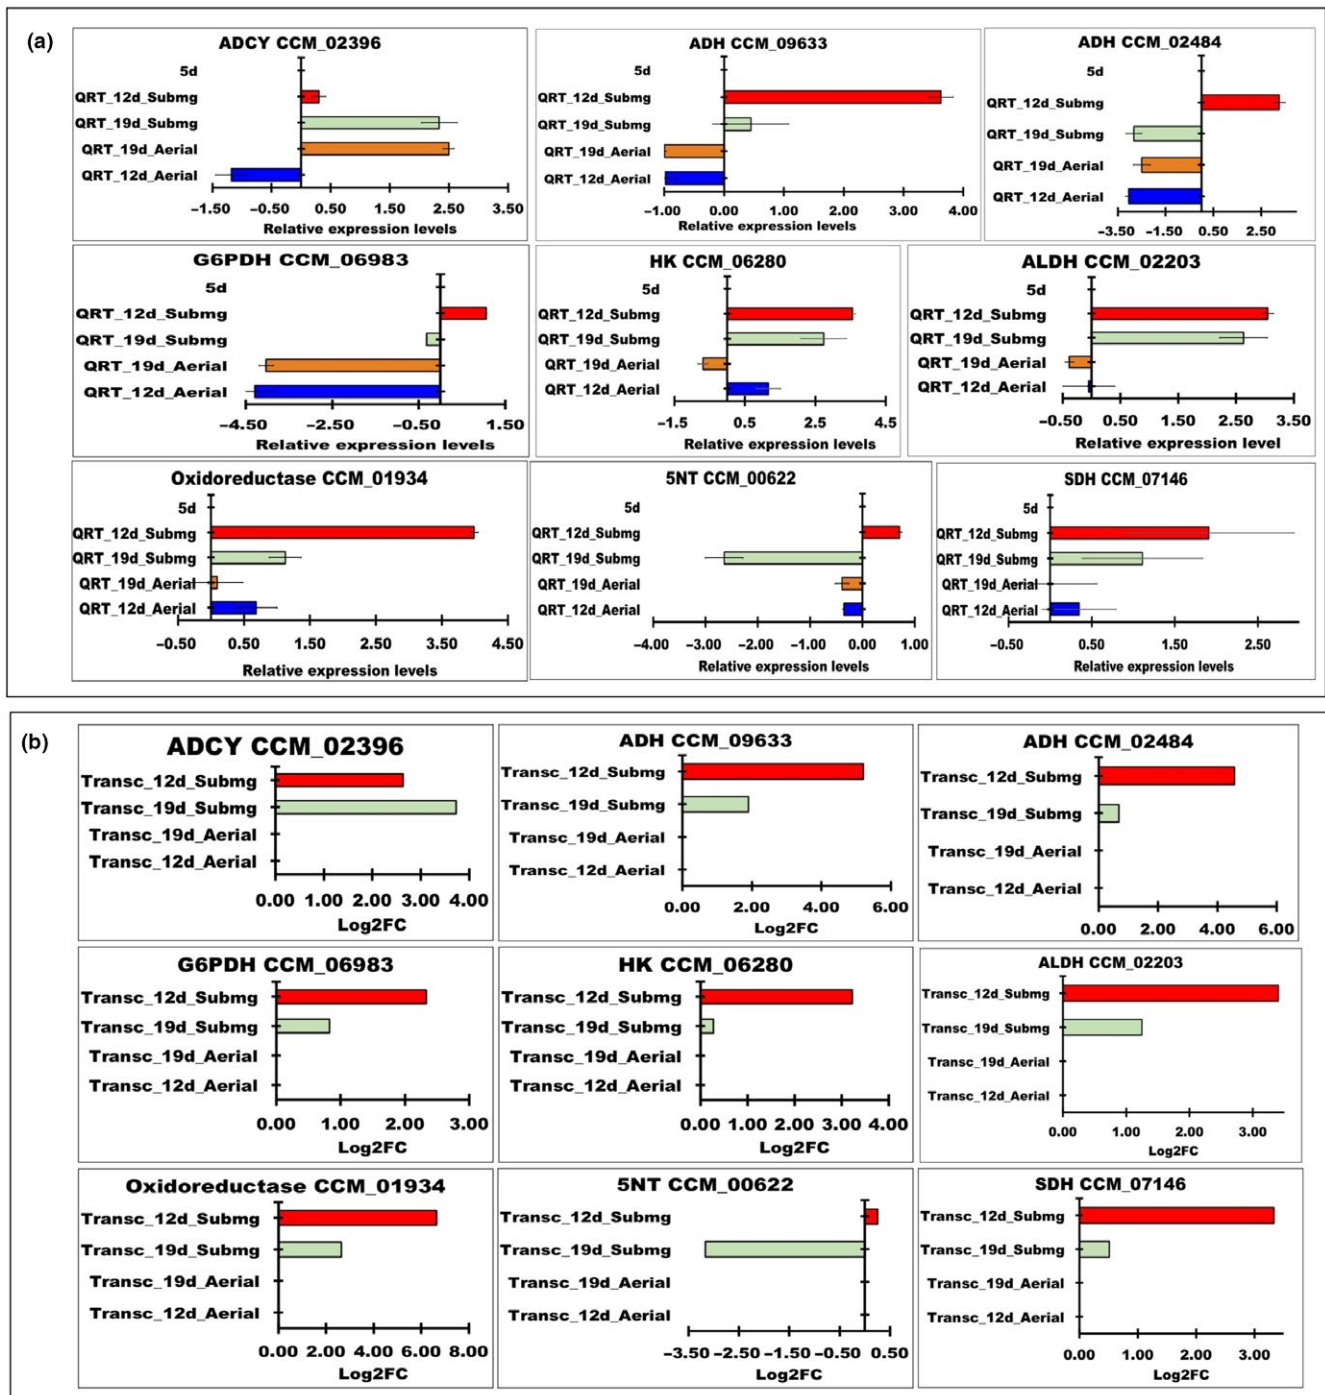 (a)
ADCY CCM_02396
5d
QRT_12d_Submg
QRT_19d_Submg
QRT_19d_Aerial
QRT_12d_Aerial
−1.50 −0.50 0.50 1.50 2.50 3.50
Relative expression levels
ADH CCM_09633
5d
QRT_12d_Submg
QRT_19d_Submg
QRT_19d_Aerial
QRT_12d_Aerial
−1.00 0.00 1.00 2.00 3.00 4.00
Relative expression levels
ADH CCM_02484
5d
QRT_12d_Submg
QRT_19d_Submg
QRT_19d_Aerial
QRT_12d_Aerial
−3.50 −1.50 0.50 2.50
Relative expression levels
G6PDH CCM_06983
5d
QRT_12d_Submg
QRT_19d_Submg
QRT_19d_Aerial
QRT_12d_Aerial
−4.50 −2.50 −0.50 1.50
Relative expression levels
HK CCM_06280
5d
QRT_12d_Submg
QRT_19d_Submg
QRT_19d_Aerial
QRT_12d_Aerial
−1.5 0.5 2.5 4.5
Relative expression levels
ALDH CCM_02203
5d
QRT_12d_Submg
QRT_19d_Submg
QRT_19d_Aerial
QRT_12d_Aerial
−0.50 0.50 1.50 2.50 3.50
Relative expression level
Oxidoreductase CCM_01934
5d
QRT_12d_Submg
QRT_19d_Submg
QRT_19d_Aerial
QRT_12d_Aerial
−0.50 0.50 1.50 2.50 3.50 4.50
Relative expression levels
5NT CCM_00622
5d
QRT_12d_Submg
QRT_19d_Submg
QRT_19d_Aerial
QRT_12d_Aerial
−4.00 −3.00 −2.00 −1.00 0.00 1.00
Relative expression levels
SDH CCM_07146
5d
QRT_12d_Submg
QRT_19d_Submg
QRT_19d_Aerial
QRT_12d_Aerial
−0.50 0.50 1.50 2.50
Relative expression levels
(b)
ADCY CCM_02396
Transc_12d_Submg
Transc_19d_Submg
Transc_19d_Aerial
Transc_12d_Aerial
0.00 1.00 2.00 3.00 4.00
Log2FC
ADH CCM_09633
Transc_12d_Submg
Transc_19d_Submg
Transc_19d_Aerial
Transc_12d_Aerial
0.00 2.00 4.00 6.00
Log2FC
ADH CCM_02484
Transc_12d_Submg
Transc_19d_Submg
Transc_19d_Aerial
Transc_12d_Aerial
0.00 2.00 4.00 6.00
Log2FC
G6PDH CCM_06983
Transc_12d_Submg
Transc_19d_Submg
Transc_19d_Aerial
Transc_12d_Aerial
0.00 1.00 2.00 3.00
Log2FC
HK CCM_06280
Transc_12d_Submg
Transc_19d_Submg
Transc_19d_Aerial
Transc_12d_Aerial
0.00 1.00 2.00 3.00 4.00
Log2FC
ALDH CCM_02203
Transc_12d_Submg
Transc_19d_Submg
Transc_19d_Aerial
Transc_12d_Aerial
0.00 1.00 2.00 3.00
Log2FC
Oxidoreductase CCM_01934
Transc_12d_Submg
Transc_19d_Submg
Transc_19d_Aerial
Transc_12d_Aerial
0.00 2.00 4.00 6.00 8.00
Log2FC
5NT CCM_00622
Transc_12d_Submg
Transc_19d_Submg
Transc_19d_Aerial
Transc_12d_Aerial
−3.50 −2.50 −1.50 −0.50 0.50
Log2FC
SDH CCM_07146
Transc_12d_Submg
Transc_19d_Submg
Transc_19d_Aerial
Transc_12d_Aerial
0.00 1.00 2.00 3.00
Log2FC